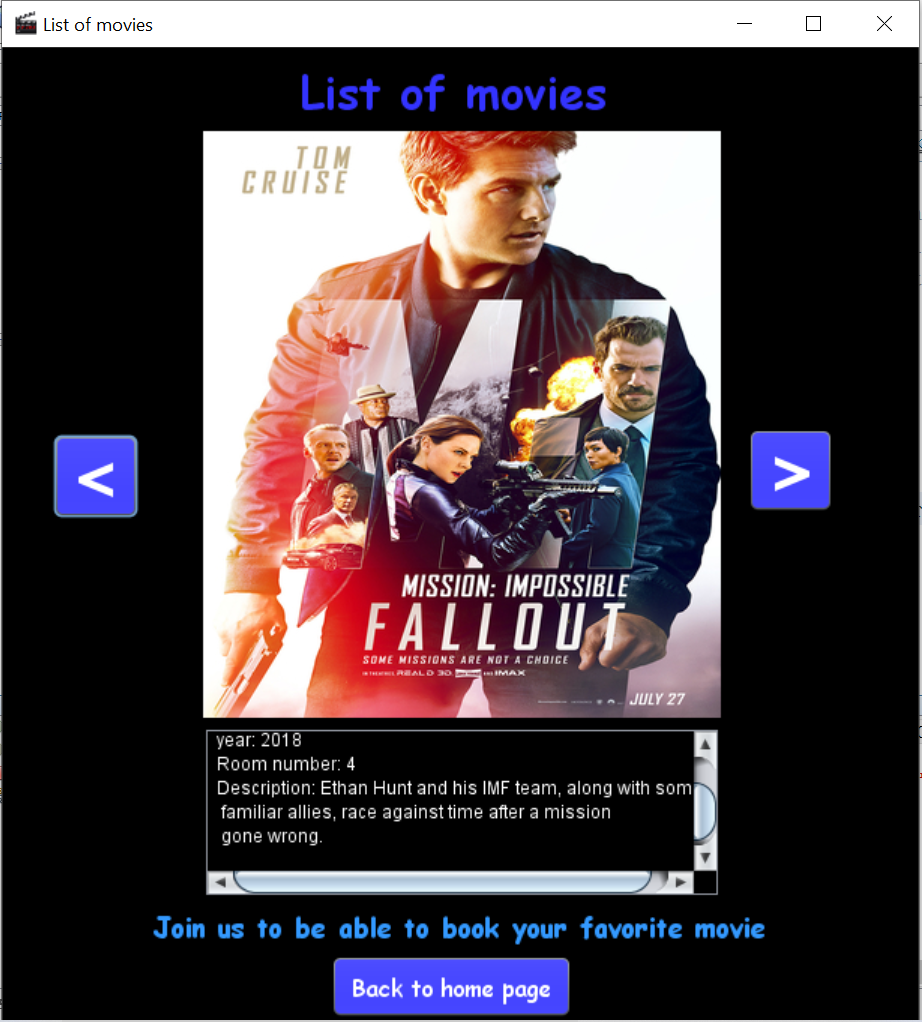 List of movies
List of movies
TOM
CRUISE
MISSION: IMPOSSIBLE
FALLOUT
SOME MISSIONS ARE NOT A CHOICE
IN THEATRES, REAL D 3D, AND IMAX
JULY 27
<
>
year: 2018
Room number: 4
Description: Ethan Hunt and his IMF team, along with som
familiar allies, race against time after a mission
gone wrong.
Join us to be able to book your favorite movie
Back to home page